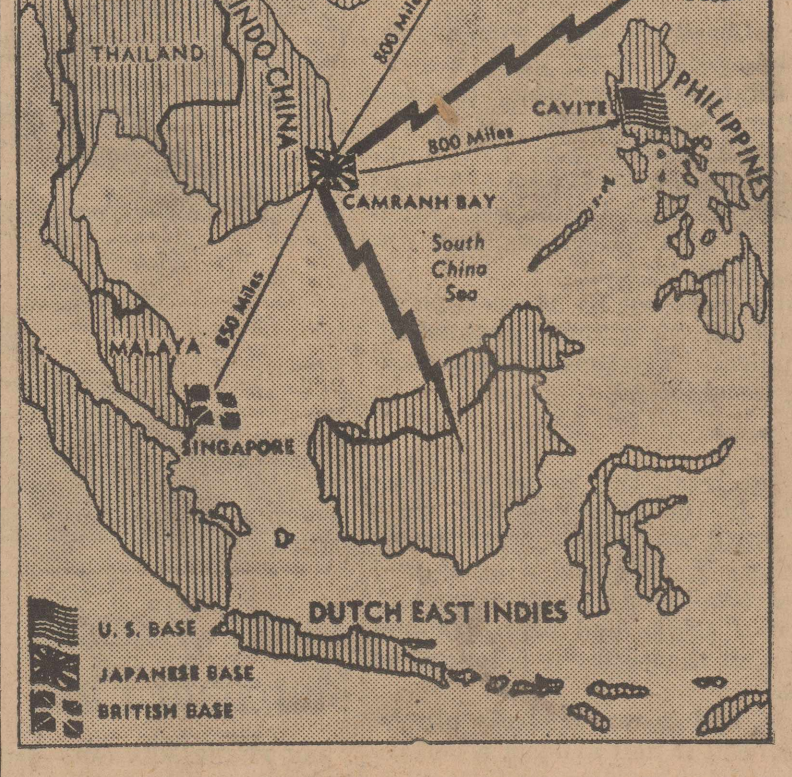 THAILAND
INDO-CHINA
800 Miles
CAVITE
PHILIPPINES
800 Miles
CAMRANH BAY
South
China
Sea
850 Miles
MALAYA
SINGAPORE
DUTCH EAST INDIES
U. S. BASE
JAPANESE BASE
BRITISH BASE